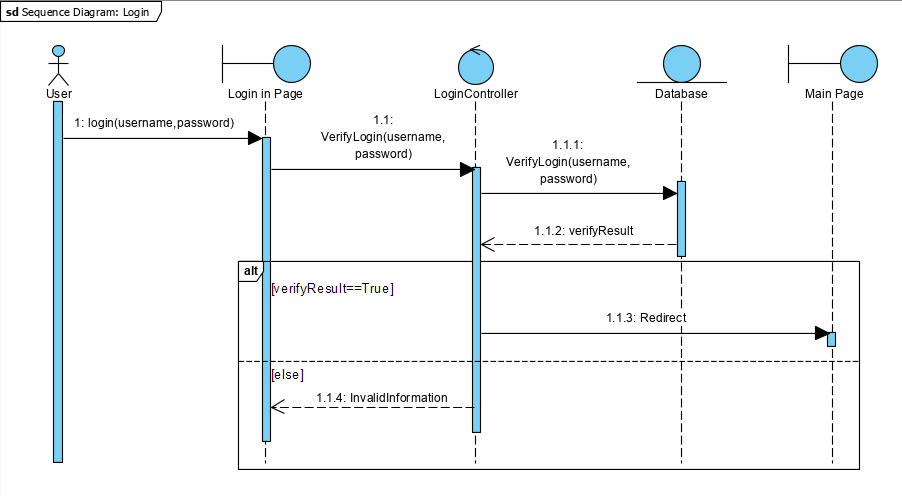 sd Sequence Diagram: Login
User
Login in Page
LoginController
Database
Main Page
1: login(username,password)
1.1:
VerifyLogin(username,
password)
1.1.1:
VerifyLogin(username,
password)
1.1.2: verifyResult
alt
[verifyResult==True]
1.1.3: Redirect
[else]
1.1.4: InvalidInformation